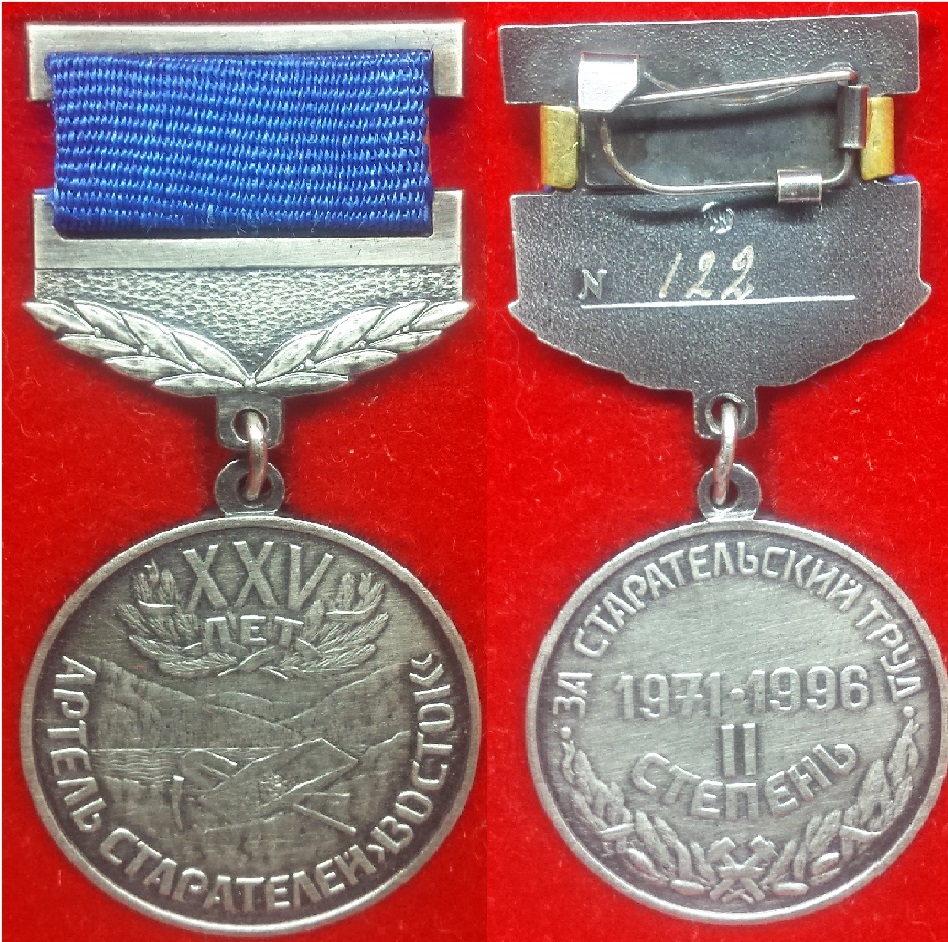 XXV
ЛЕТ
АРТЕЛЬ СТАРАТЕЛЕЙ «ВОСТОК»
N 122
ЗА СТАРАТЕЛЬСКИЙ ТРУД
1971·1996
II
СТЕПЕНЬ